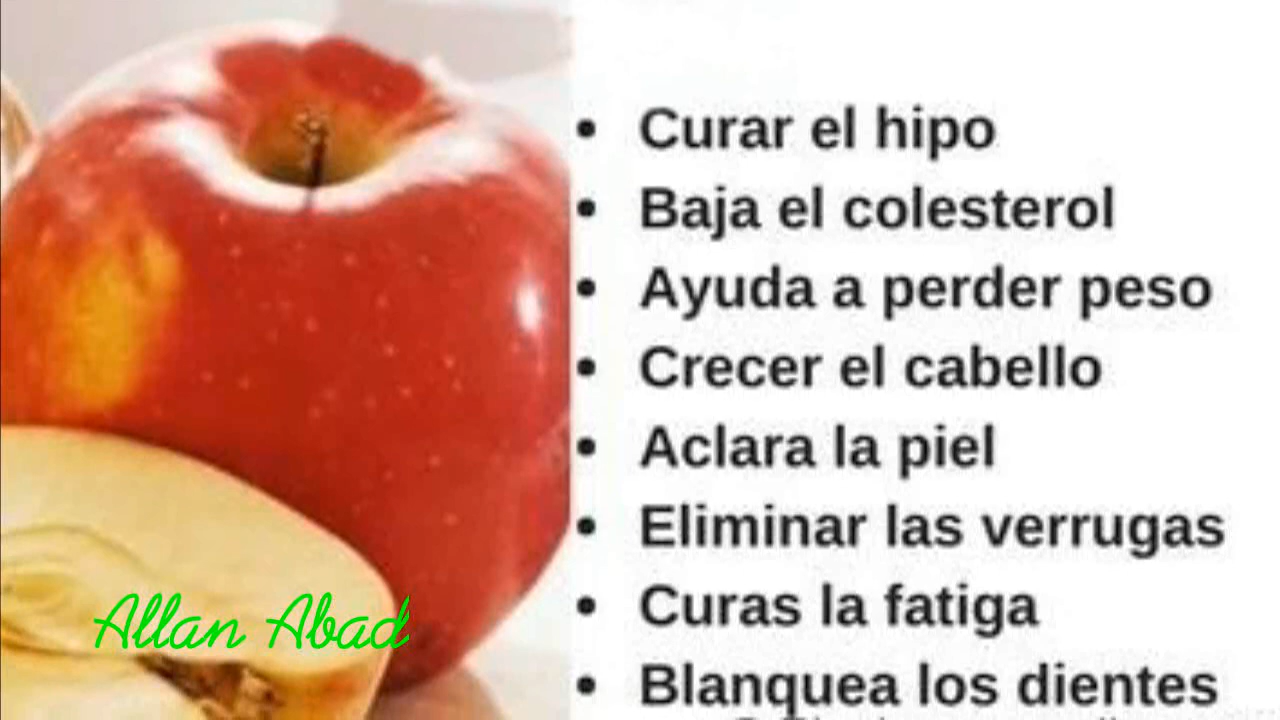 • Curar el hipo
• Baja el colesterol
• Ayuda a perder peso
• Crecer el cabello
• Aclara la piel
• Eliminar las verrugas
• Curas la fatiga
• Blanquea los dientes
Allan Abad